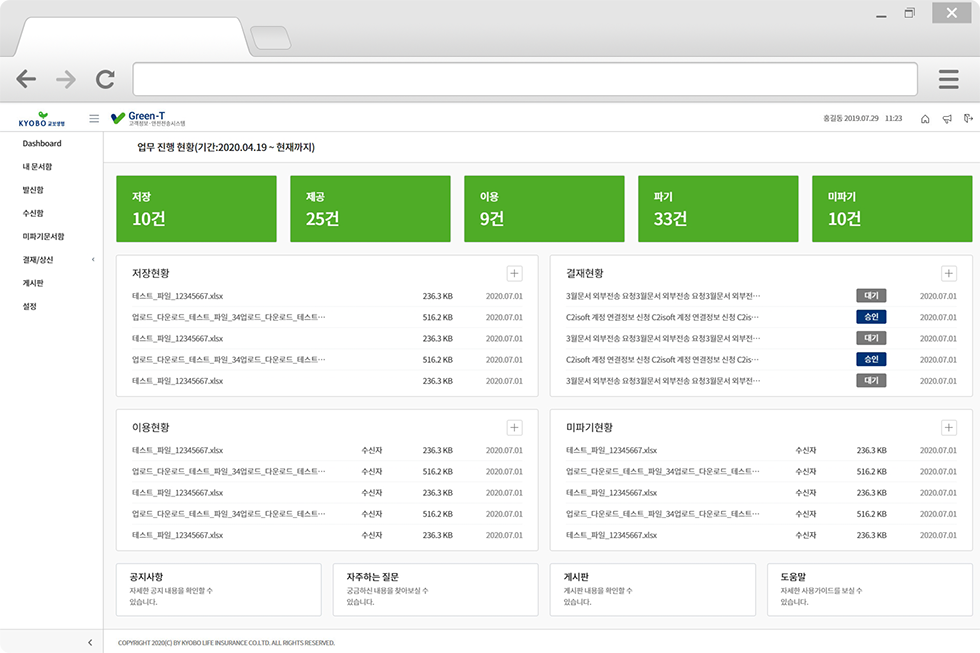 KYOBO 교보생명
Green-T
고객정보·안전전송시스템
홍길동 2019.07.29 11:23
Dashboard
내 문서함
발신함
수신함
미파기문서함
결재/상신
게시판
설정
업무 진행 현황(기간:2020.04.19 ~ 현재까지)
저장
10건
제공
25건
이용
9건
파기
33건
미파기
10건
저장현황
테스트_파일_12345667.xlsx 236.3 KB 2020.07.01
업로드_다운로드_테스트_파일_34업로드_다운로드_테스트… 516.2 KB 2020.07.01
테스트_파일_12345667.xlsx 236.3 KB 2020.07.01
업로드_다운로드_테스트_파일_34업로드_다운로드_테스트… 516.2 KB 2020.07.01
테스트_파일_12345667.xlsx 236.3 KB 2020.07.01
결재현황
3월문서 외부전송 요청3월문서 외부전송 요청3월문서 외부전… 대기 2020.07.01
C2isoft 계정 연결정보 신청 C2isoft 계정 연결정보 신청 C2is… 승인 2020.07.01
3월문서 외부전송 요청3월문서 외부전송 요청3월문서 외부전… 대기 2020.07.01
C2isoft 계정 연결정보 신청 C2isoft 계정 연결정보 신청 C2is… 승인 2020.07.01
3월문서 외부전송 요청3월문서 외부전송 요청3월문서 외부전… 대기 2020.07.01
이용현황
테스트_파일_12345667.xlsx 수신자 236.3 KB 2020.07.01
업로드_다운로드_테스트_파일_34업로드_다운로드_테스트… 수신자 516.2 KB 2020.07.01
테스트_파일_12345667.xlsx 수신자 236.3 KB 2020.07.01
업로드_다운로드_테스트_파일_34업로드_다운로드_테스트… 수신자 516.2 KB 2020.07.01
테스트_파일_12345667.xlsx 수신자 236.3 KB 2020.07.01
미파기현황
테스트_파일_12345667.xlsx 수신자 236.3 KB 2020.07.01
업로드_다운로드_테스트_파일_34업로드_다운로드_테스트… 수신자 516.2 KB 2020.07.01
테스트_파일_12345667.xlsx 수신자 236.3 KB 2020.07.01
업로드_다운로드_테스트_파일_34업로드_다운로드_테스트… 수신자 516.2 KB 2020.07.01
테스트_파일_12345667.xlsx 수신자 236.3 KB 2020.07.01
공지사항
자세한 공지 내용을 확인할 수
있습니다.
자주하는 질문
궁금하신 내용을 찾아보실 수
있습니다.
게시판
게시판 내용을 확인할 수
있습니다.
도움말
자세한 사용가이드를 보실 수
있습니다.
COPYRIGHT 2020(C) BY KYOBO LIFE INSURANCE CO.LTD. ALL RIGHTS RESERVED.